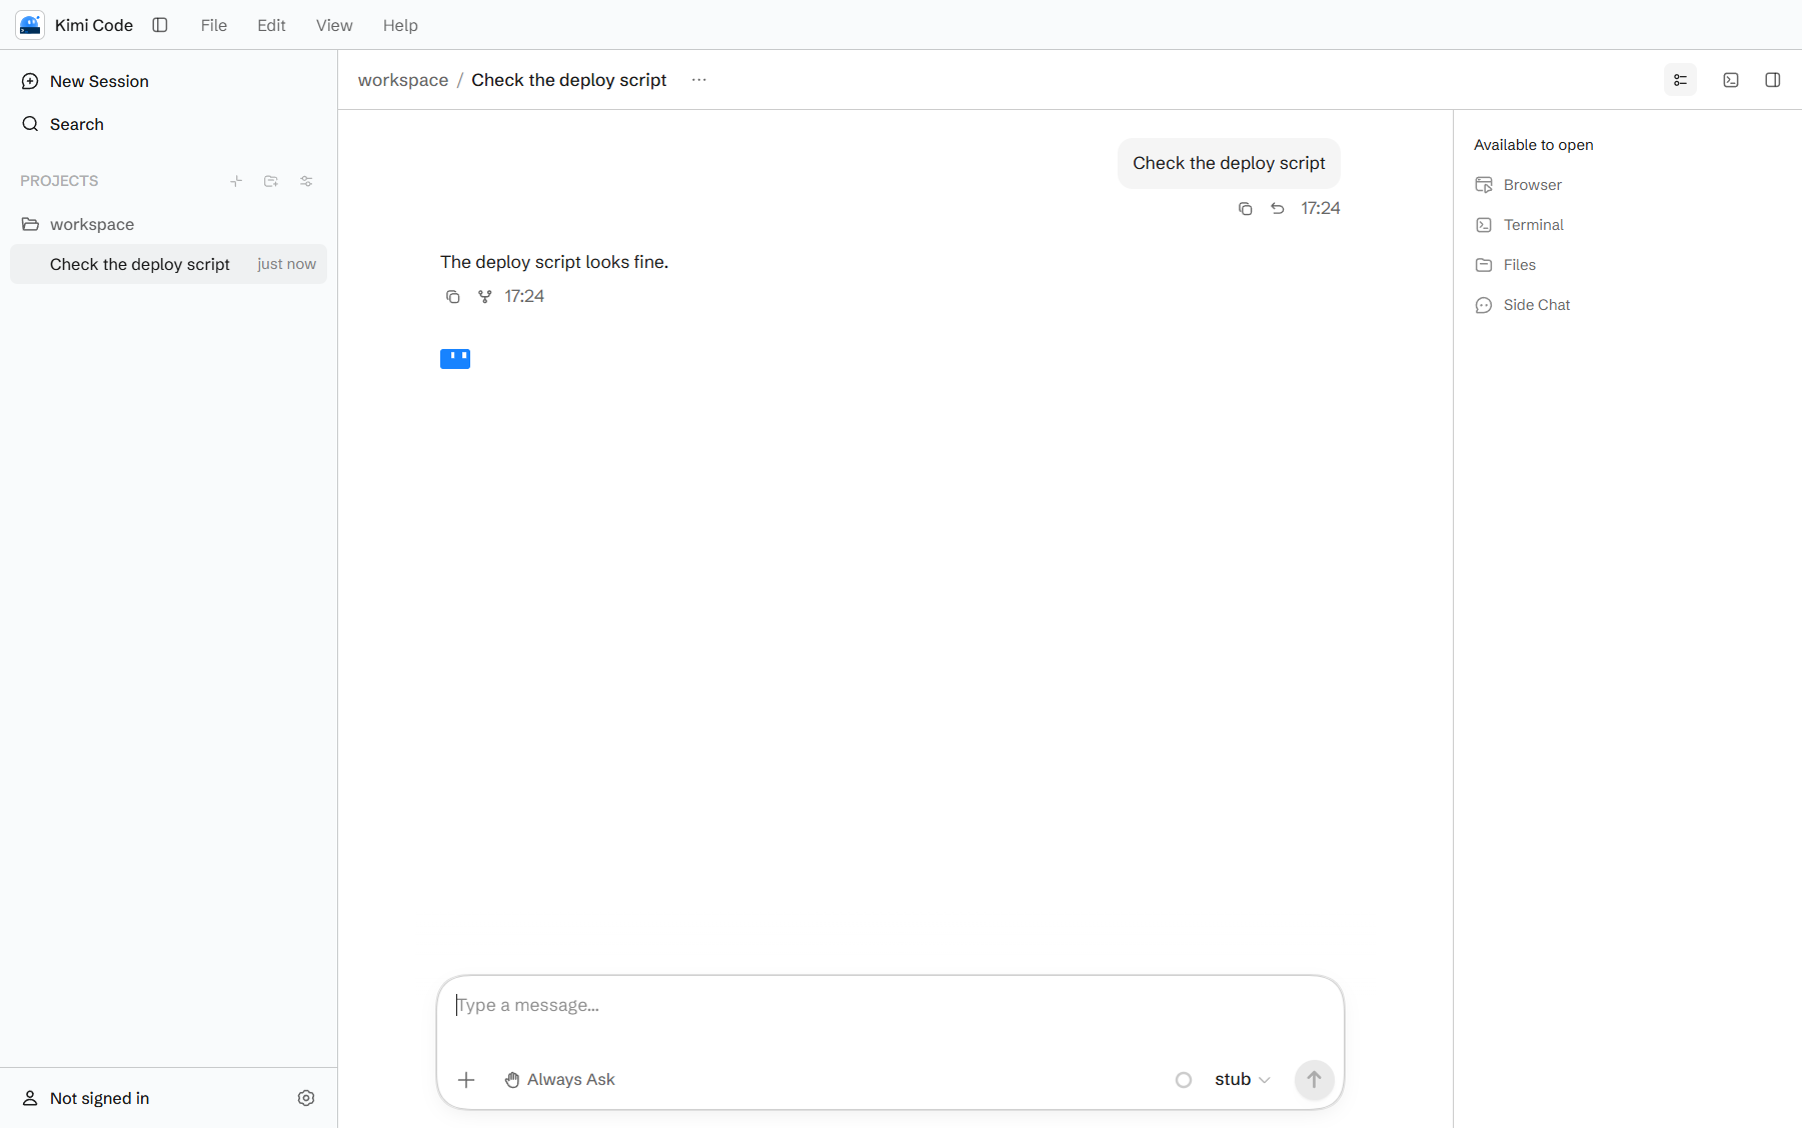 Kimi Code File Edit View Help
New Session
Search
PROJECTS
workspace
Check the deploy script just now
Not signed in
workspace / Check the deploy script
Check the deploy script
17:24
The deploy script looks fine.
17:24
Type a message...
Always Ask
stub
Available to open
Browser
Terminal
Files
Side Chat